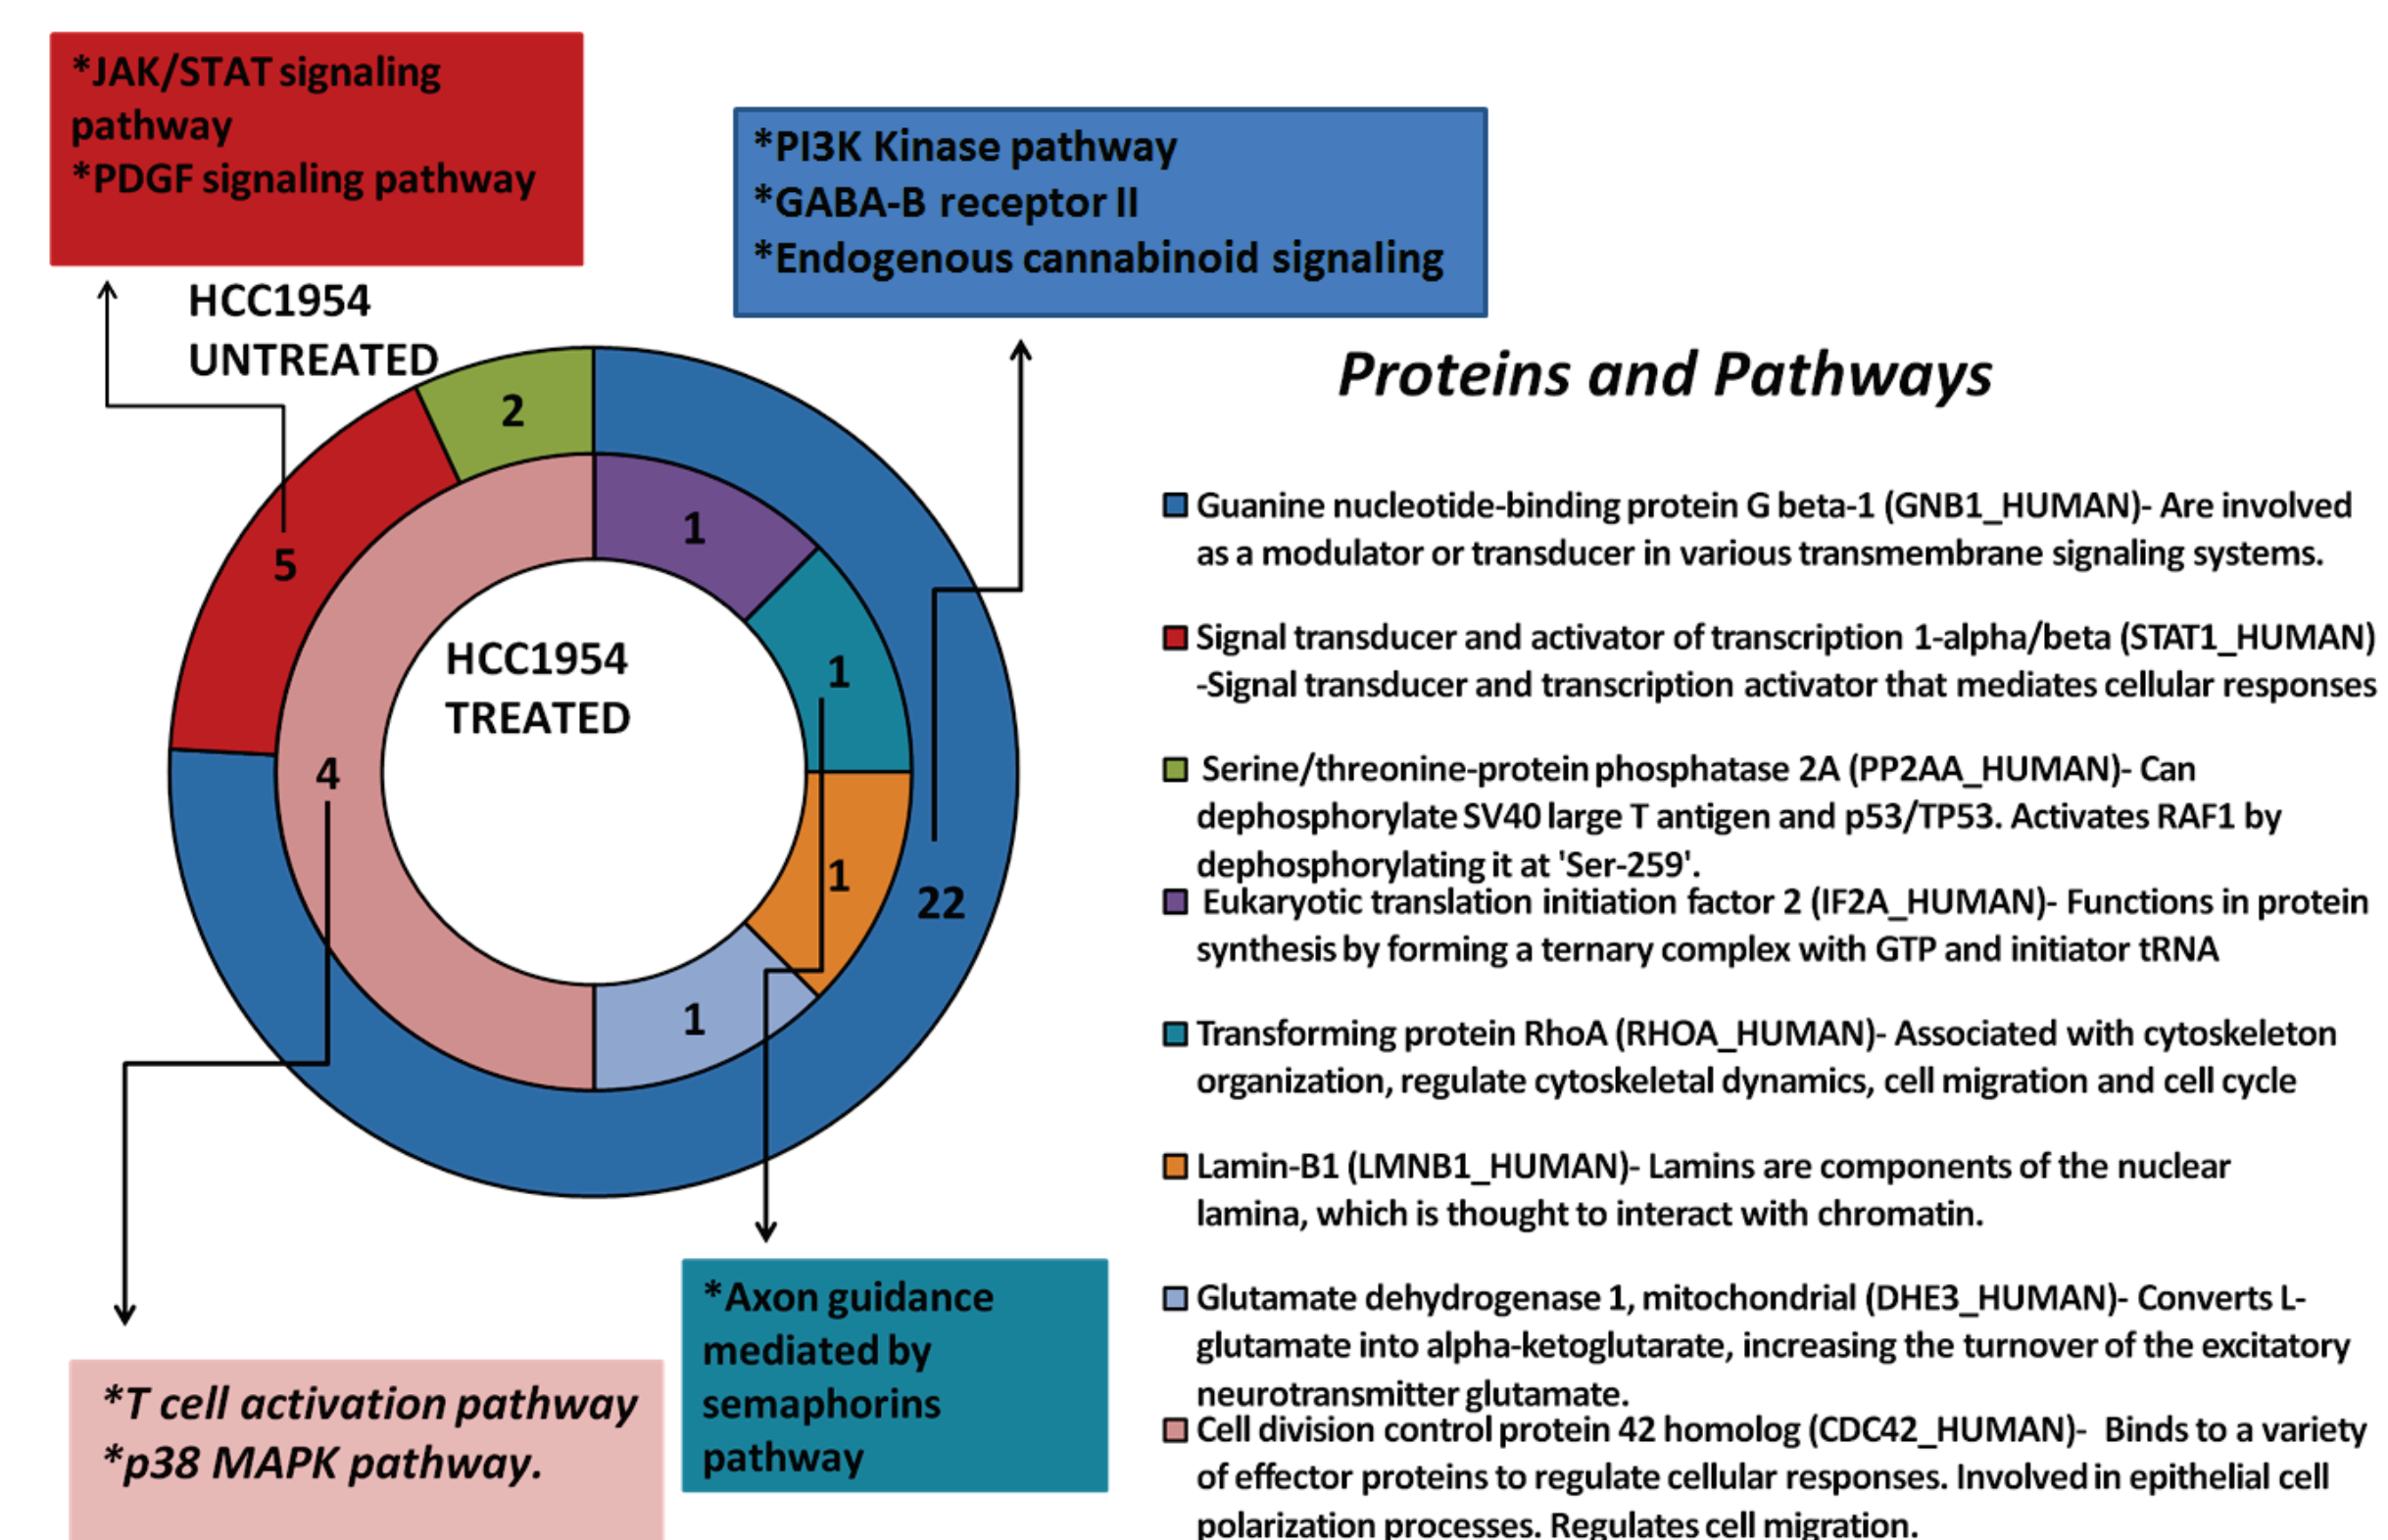 *JAK/STAT signaling
pathway
*PDGF signaling pathway
*PI3K Kinase pathway
*GABA-B receptor II
*Endogenous cannabinoid signaling
HCC1954
UNTREATED
2
5
1
1
1
1
4
22
HCC1954
TREATED
*T cell activation pathway
*p38 MAPK pathway.
*Axon guidance
mediated by
semaphorins
pathway
Proteins and Pathways
Guanine nucleotide-binding protein G beta-1 (GNB1_HUMAN)- Are involved
as a modulator or transducer in various transmembrane signaling systems.
Signal transducer and activator of transcription 1-alpha/beta (STAT1_HUMAN)
-Signal transducer and transcription activator that mediates cellular responses
Serine/threonine-protein phosphatase 2A (PP2AA_HUMAN)- Can
dephosphorylate SV40 large T antigen and p53/TP53. Activates RAF1 by
dephosphorylating it at 'Ser-259'.
Eukaryotic translation initiation factor 2 (IF2A_HUMAN)- Functions in protein
synthesis by forming a ternary complex with GTP and initiator tRNA
Transforming protein RhoA (RHOA_HUMAN)- Associated with cytoskeleton
organization, regulate cytoskeletal dynamics, cell migration and cell cycle
Lamin-B1 (LMNB1_HUMAN)- Lamins are components of the nuclear
lamina, which is thought to interact with chromatin.
Glutamate dehydrogenase 1, mitochondrial (DHE3_HUMAN)- Converts L-
glutamate into alpha-ketoglutarate, increasing the turnover of the excitatory
neurotransmitter glutamate.
Cell division control protein 42 homolog (CDC42_HUMAN)- Binds to a variety
of effector proteins to regulate cellular responses. Involved in epithelial cell
polarization processes. Regulates cell migration.